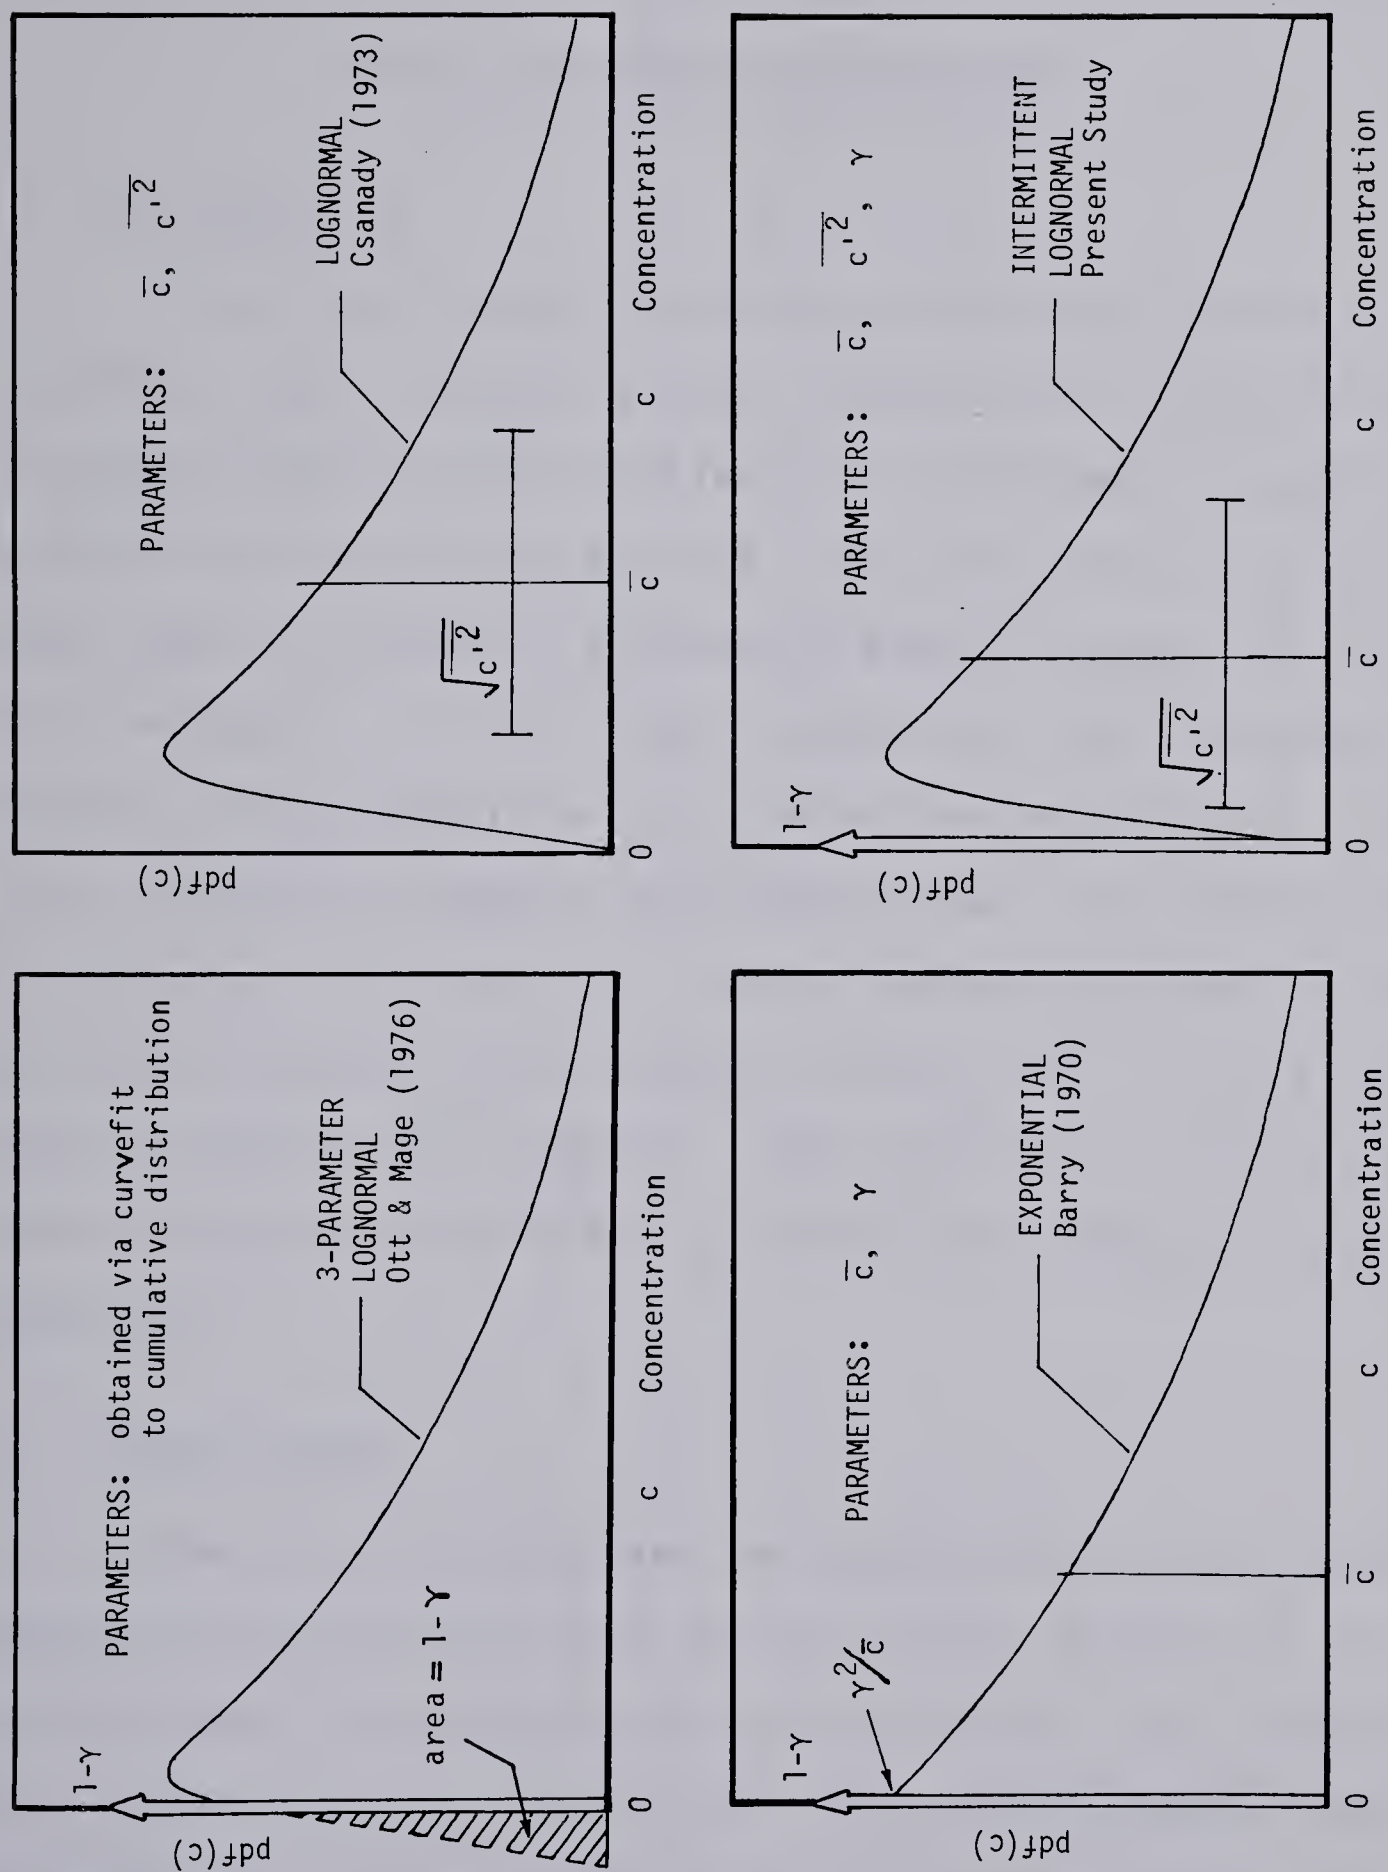 PARAMETERS: obtained via curvefit
to cumulative distribution
1-γ
3-PARAMETER
LOGNORMAL
Ott & Mage (1976)
area = 1-γ
pdf(c)
0
c
Concentration
PARAMETERS: c̅, c'²̅
LOGNORMAL
Csanady (1973)
√c'²̅
pdf(c)
0
c̅
c
Concentration
PARAMETERS: c̅, γ
1-γ
γ²/c̅
EXPONENTIAL
Barry (1970)
pdf(c)
0
c̅
c
Concentration
PARAMETERS: c̅, c'²̅, γ
1-γ
INTERMITTENT
LOGNORMAL
Present Study
√c'²̅
pdf(c)
0
c̅
c
Concentration